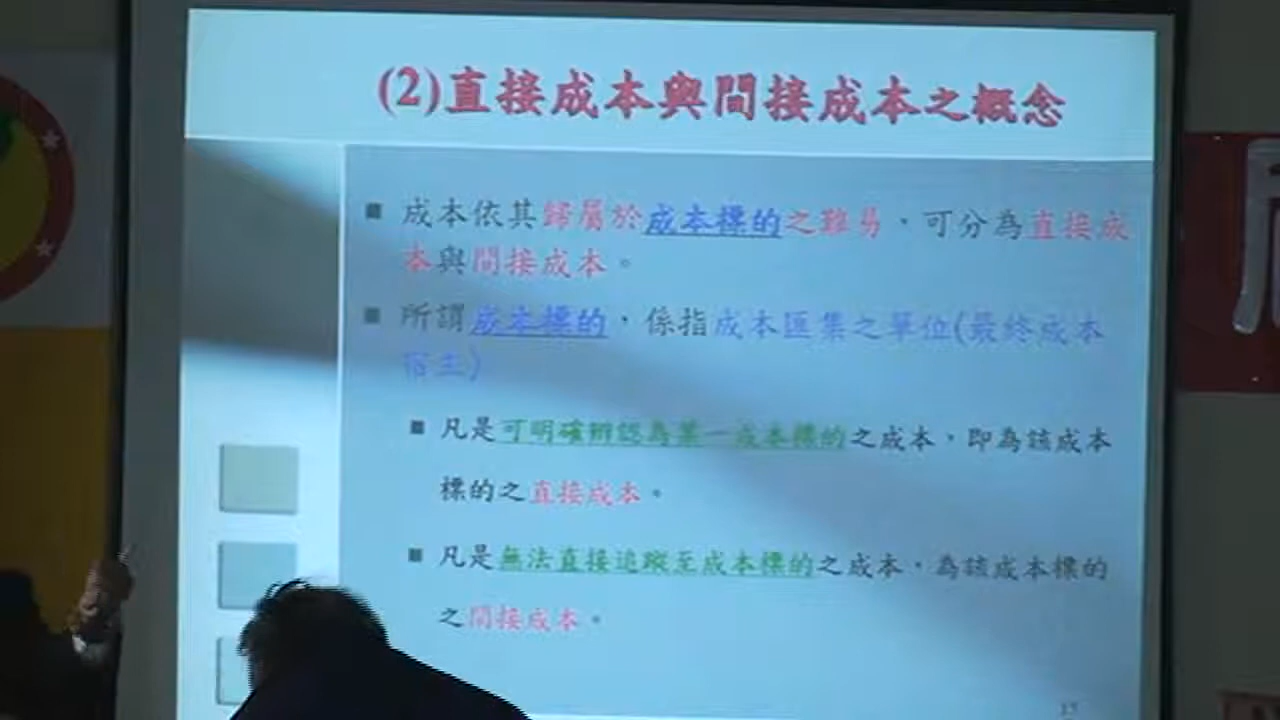 (2)直接成本與間接成本之概念
■ 成本依其歸屬於成本標的之難易，可分為直接成
本與間接成本。
■ 所謂成本標的，係指成本匯集之單位(最終成本
宿主)
■ 凡是可明確辨認為某一成本標的之成本，即為該成本
標的之直接成本。
■ 凡是無法直接追蹤至成本標的之成本，為該成本標的
之間接成本。
17